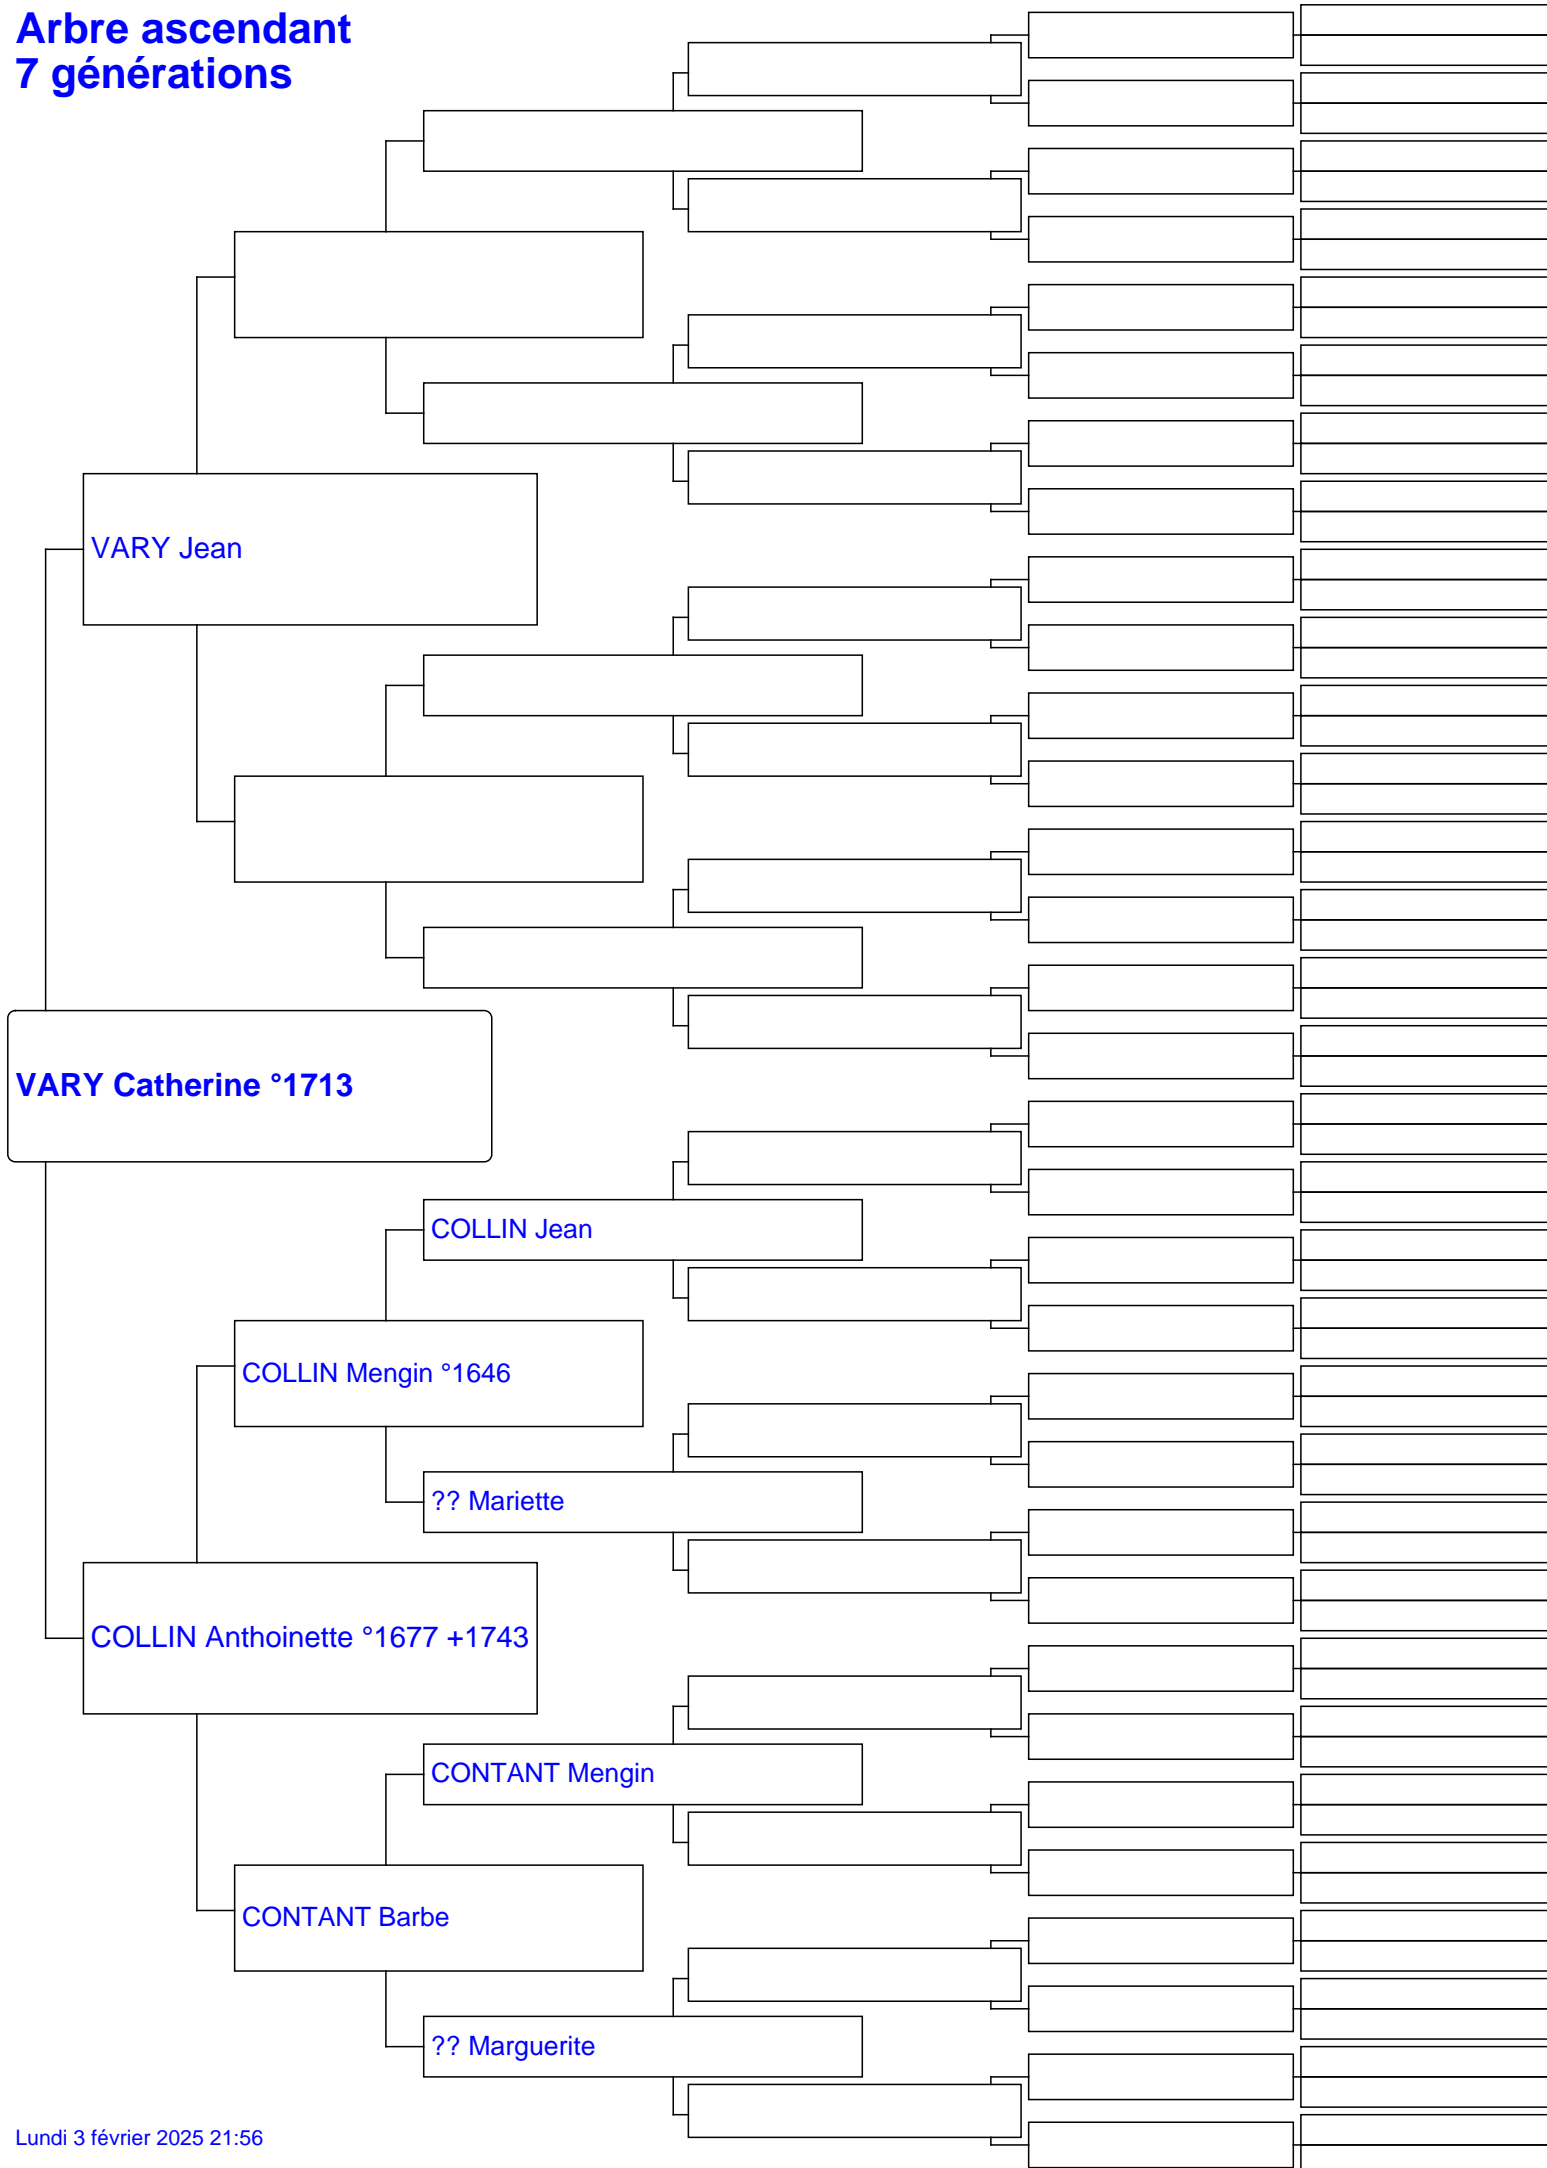 Arbre ascendant
7 générations
VARY Jean
VARY Catherine °1713
COLLIN Jean
COLLIN Mengin °1646
?? Mariette
COLLIN Anthoinette °1677 +1743
CONTANT Mengin
CONTANT Barbe
?? Marguerite
Lundi 3 février 2025 21:56